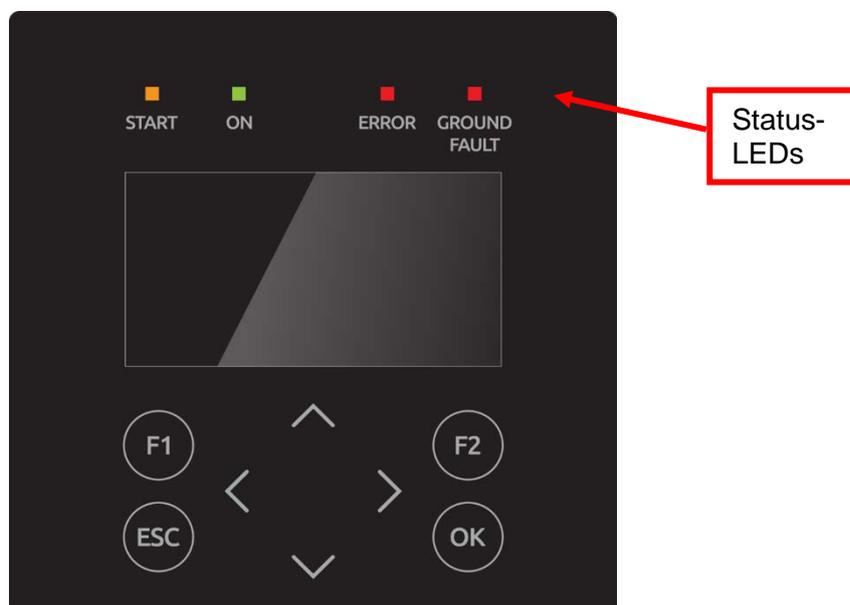 START ON ERROR GROUND
FAULT
Status-
LEDs
F1 F2
ESC OK